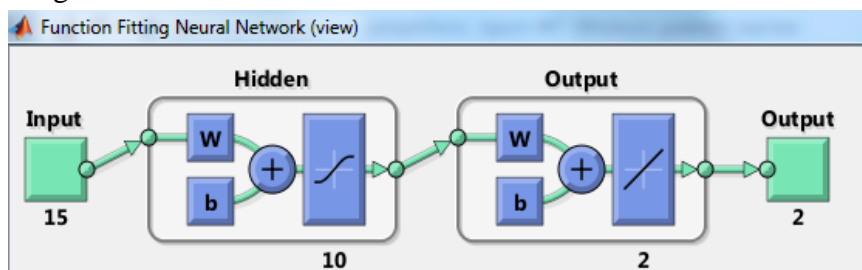 Function Fitting Neural Network (view)
Hidden
Output
Input
Output
W
W
b
b
15
2
10
2